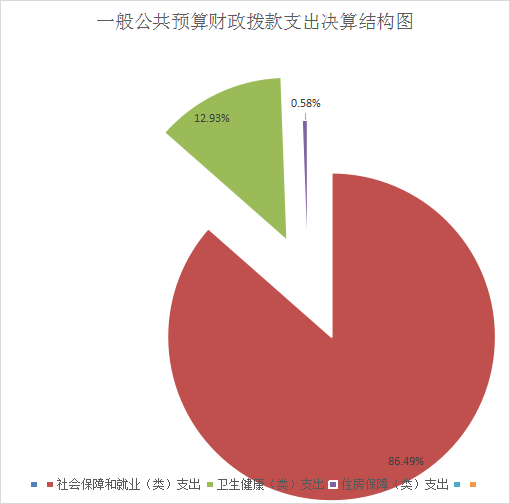 一般公共预算财政拨款支出决算结构图
0.58%
12.93%
86.49%
社会保障和就业（类）支出 卫生健康（类）支出 住房保障（类）支出